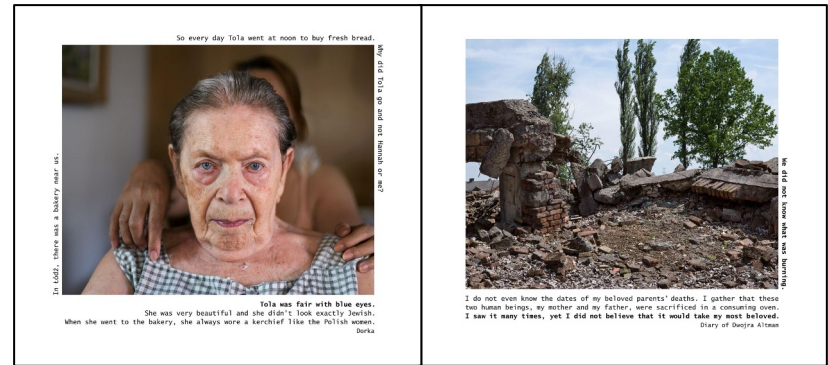 In Łódź, there was a bakery near us.
So every day Tola went at noon to buy fresh bread.
Why did Tola go and not Hannah or me?
Tola was fair with blue eyes.
She was very beautiful and she didn't look exactly Jewish.
When she went to the bakery, she always wore a kerchief like the Polish women.
Dorka
We did not know what was burning.
I do not even know the dates of my beloved parents' deaths. I gather that these
two human beings, my mother and my father, were sacrificed in a consuming oven.
I saw it many times, yet I did not believe that it would take my most beloved.
Diary of Dwojra Altman